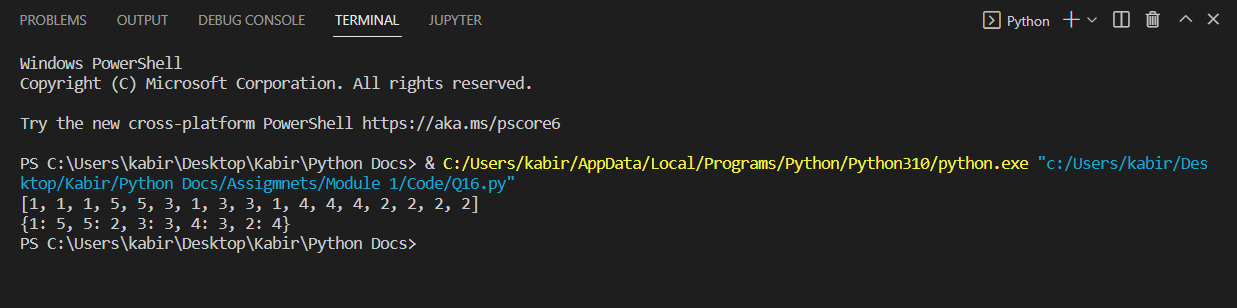 PROBLEMS OUTPUT DEBUG CONSOLE TERMINAL JUPYTER Python
Windows PowerShell
Copyright (C) Microsoft Corporation. All rights reserved.
Try the new cross-platform PowerShell https://aka.ms/pscore6
PS C:\Users\kabir\Desktop\Kabir\Python Docs> & C:/Users/kabir/AppData/Local/Programs/Python/Python310/python.exe "c:/Users/kabir/Des
ktop/Kabir/Python Docs/Assigmnets/Module 1/Code/Q16.py"
[1, 1, 1, 5, 5, 3, 1, 3, 3, 1, 4, 4, 4, 2, 2, 2, 2]
{1: 5, 5: 2, 3: 3, 4: 3, 2: 4}
PS C:\Users\kabir\Desktop\Kabir\Python Docs>